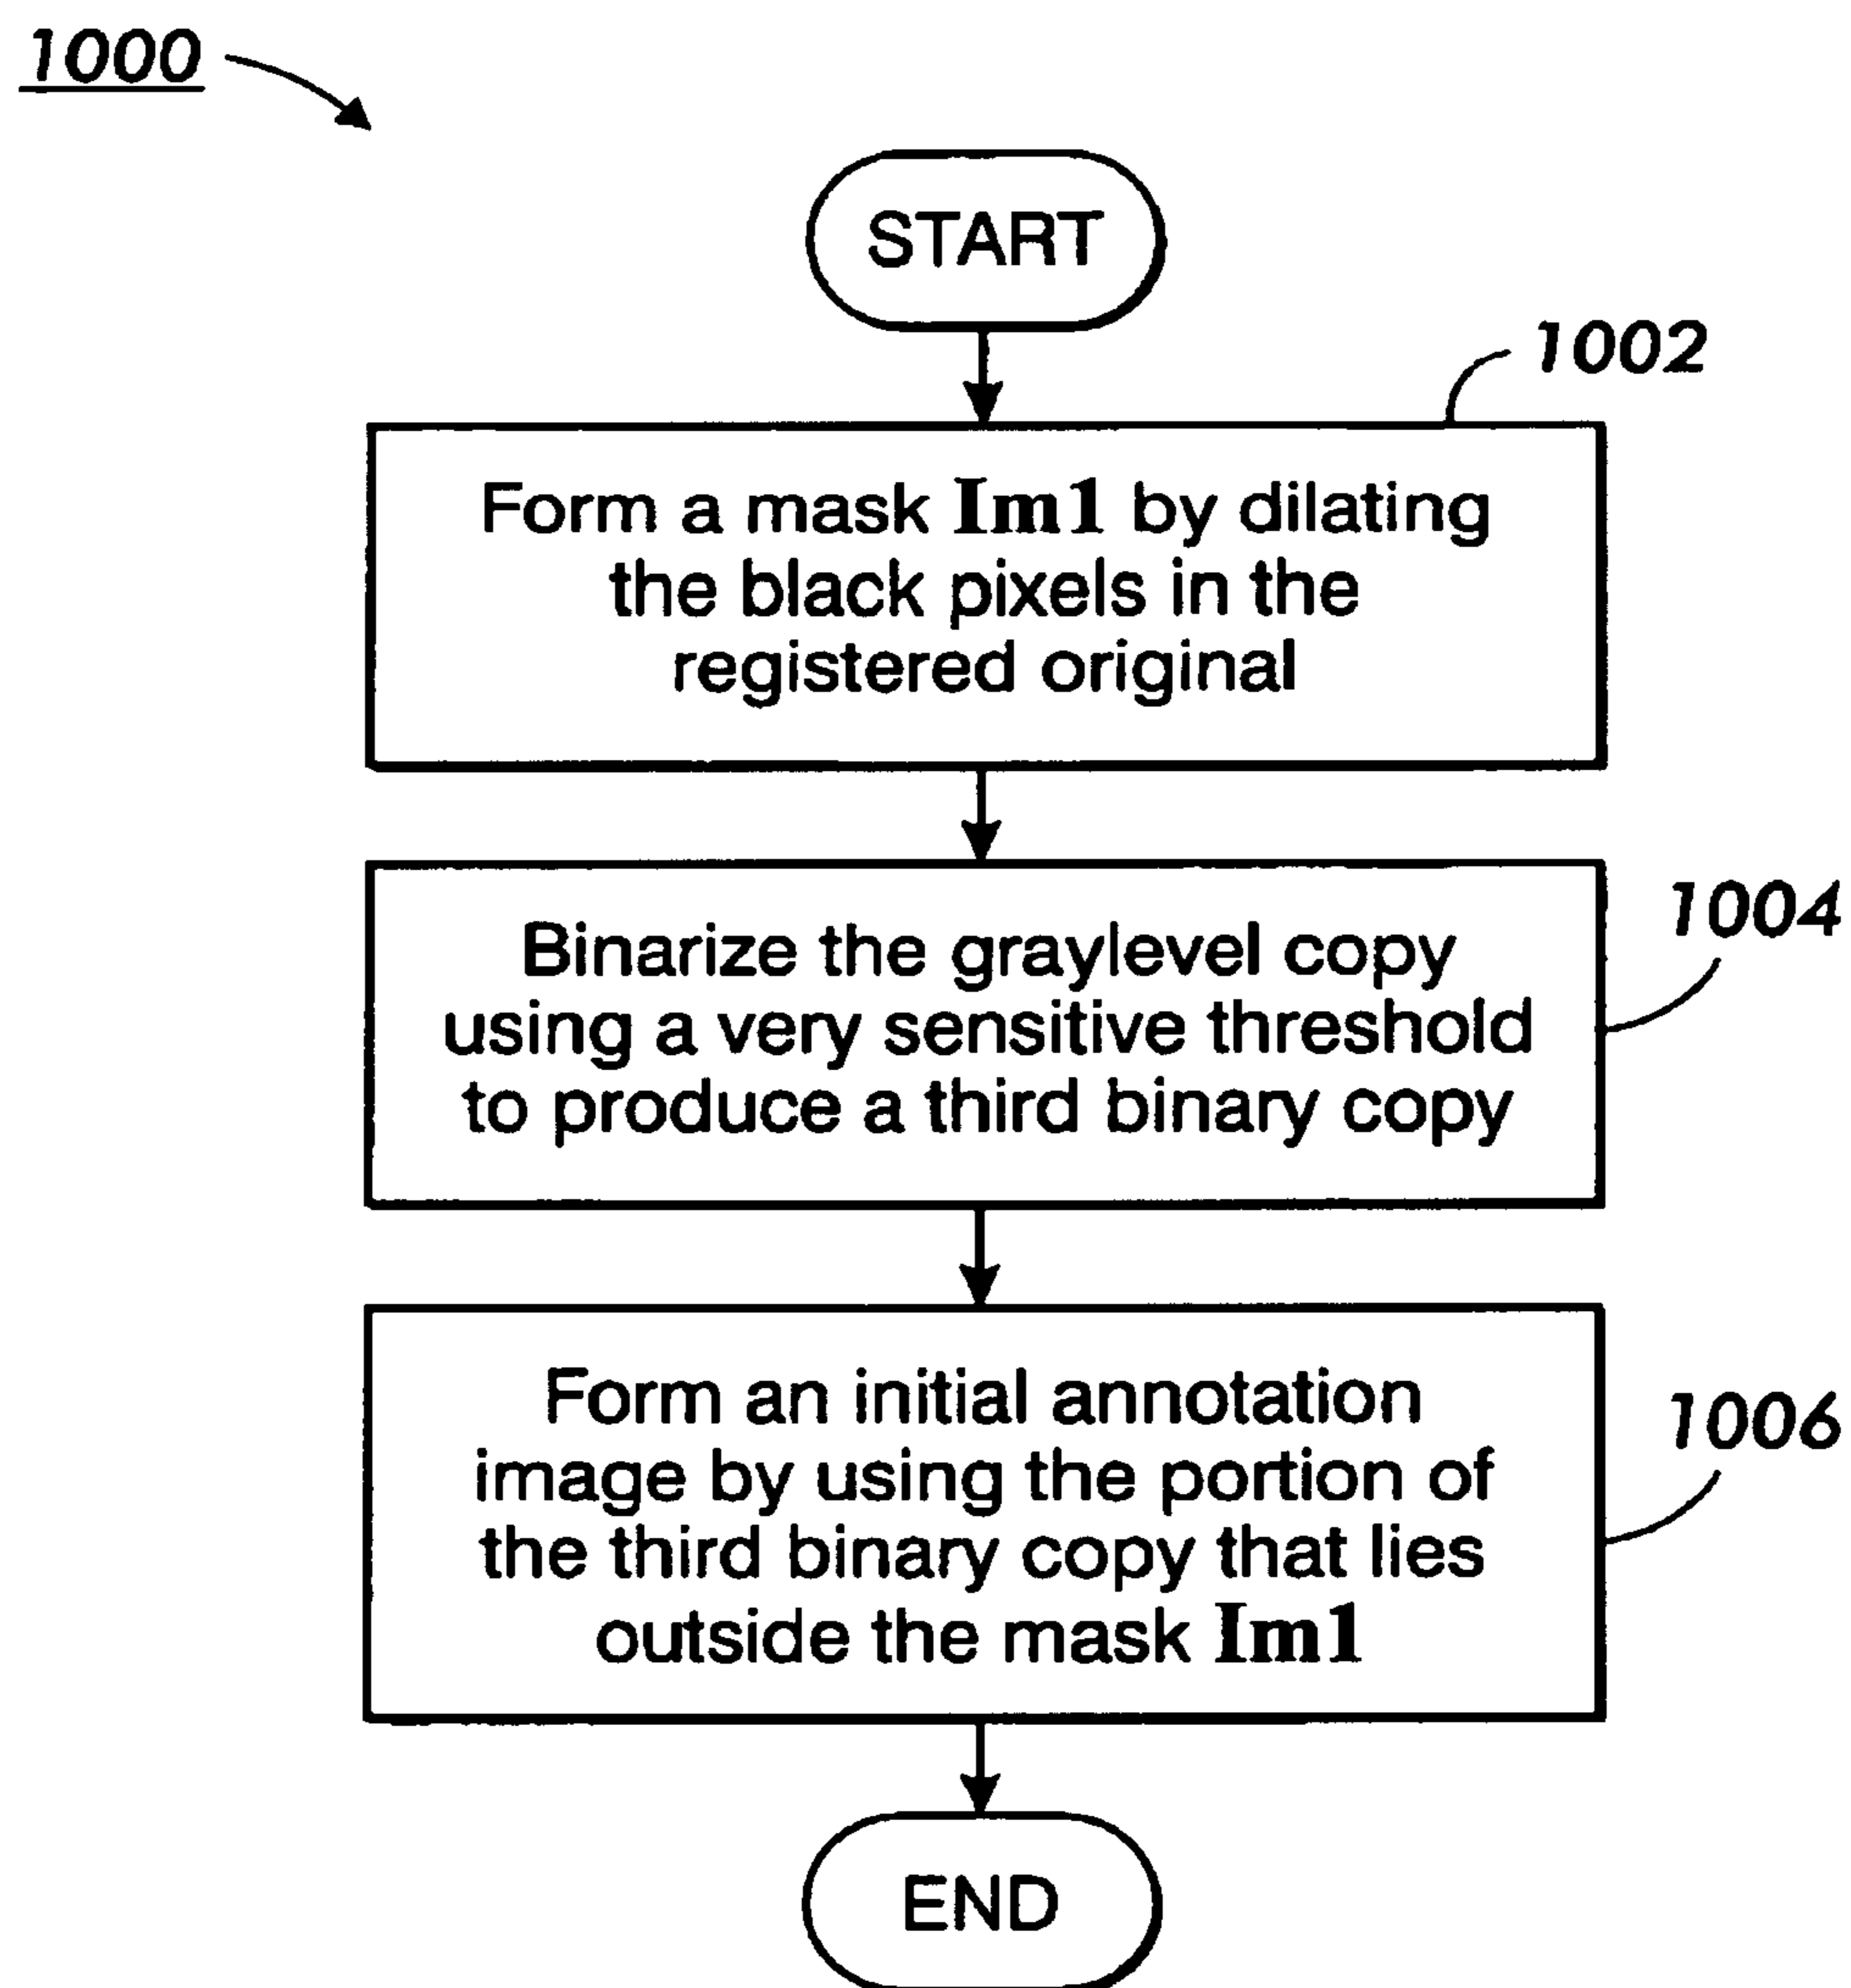 1000
START
1002
Form a mask Im1 by dilating
the black pixels in the
registered original
1004
Binarize the graylevel copy
using a very sensitive threshold
to produce a third binary copy
1006
Form an initial annotation
image by using the portion of
the third binary copy that lies
outside the mask Im1
END